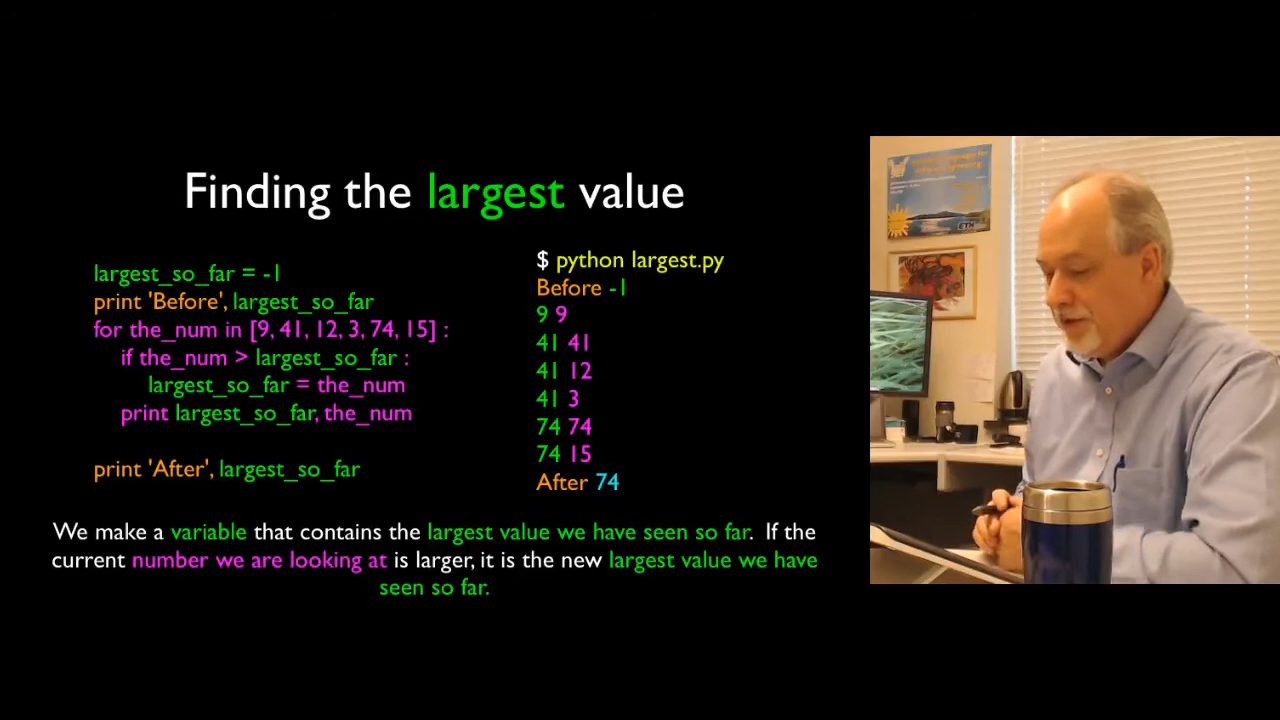 Finding the largest value
largest_so_far = -1
print 'Before', largest_so_far
for the_num in [9, 41, 12, 3, 74, 15] :
if the_num > largest_so_far :
largest_so_far = the_num
print largest_so_far, the_num
print 'After', largest_so_far
$ python largest.py
Before -1
9 9
41 41
41 12
41 3
74 74
74 15
After 74
We make a variable that contains the largest value we have seen so far. If the
current number we are looking at is larger, it is the new largest value we have
seen so far.
ETH